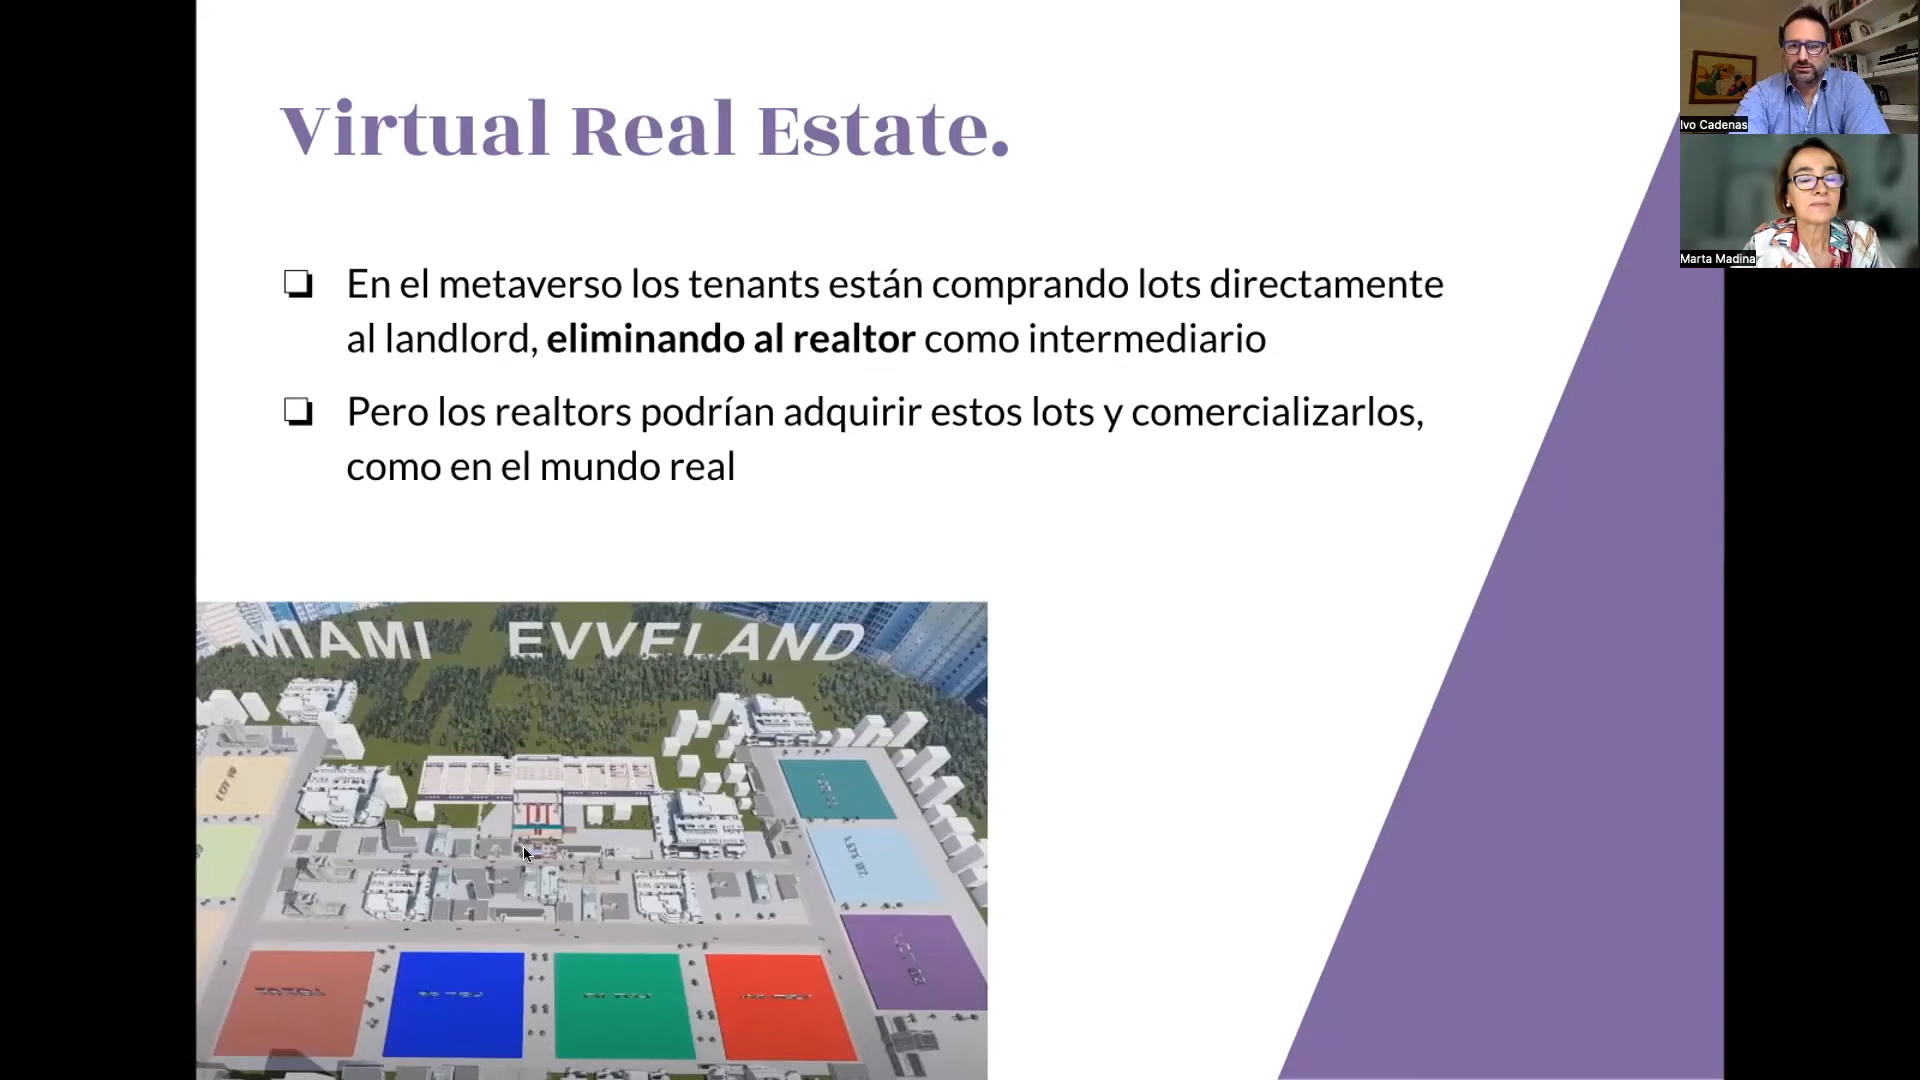 Virtual Real Estate.
❏ En el metaverso los tenants están comprando lots directamente
al landlord, eliminando al realtor como intermediario
❏ Pero los realtors podrían adquirir estos lots y comercializarlos,
como en el mundo real
MIAMI EVVELAND
Ivo Cadenas
Marta Madina